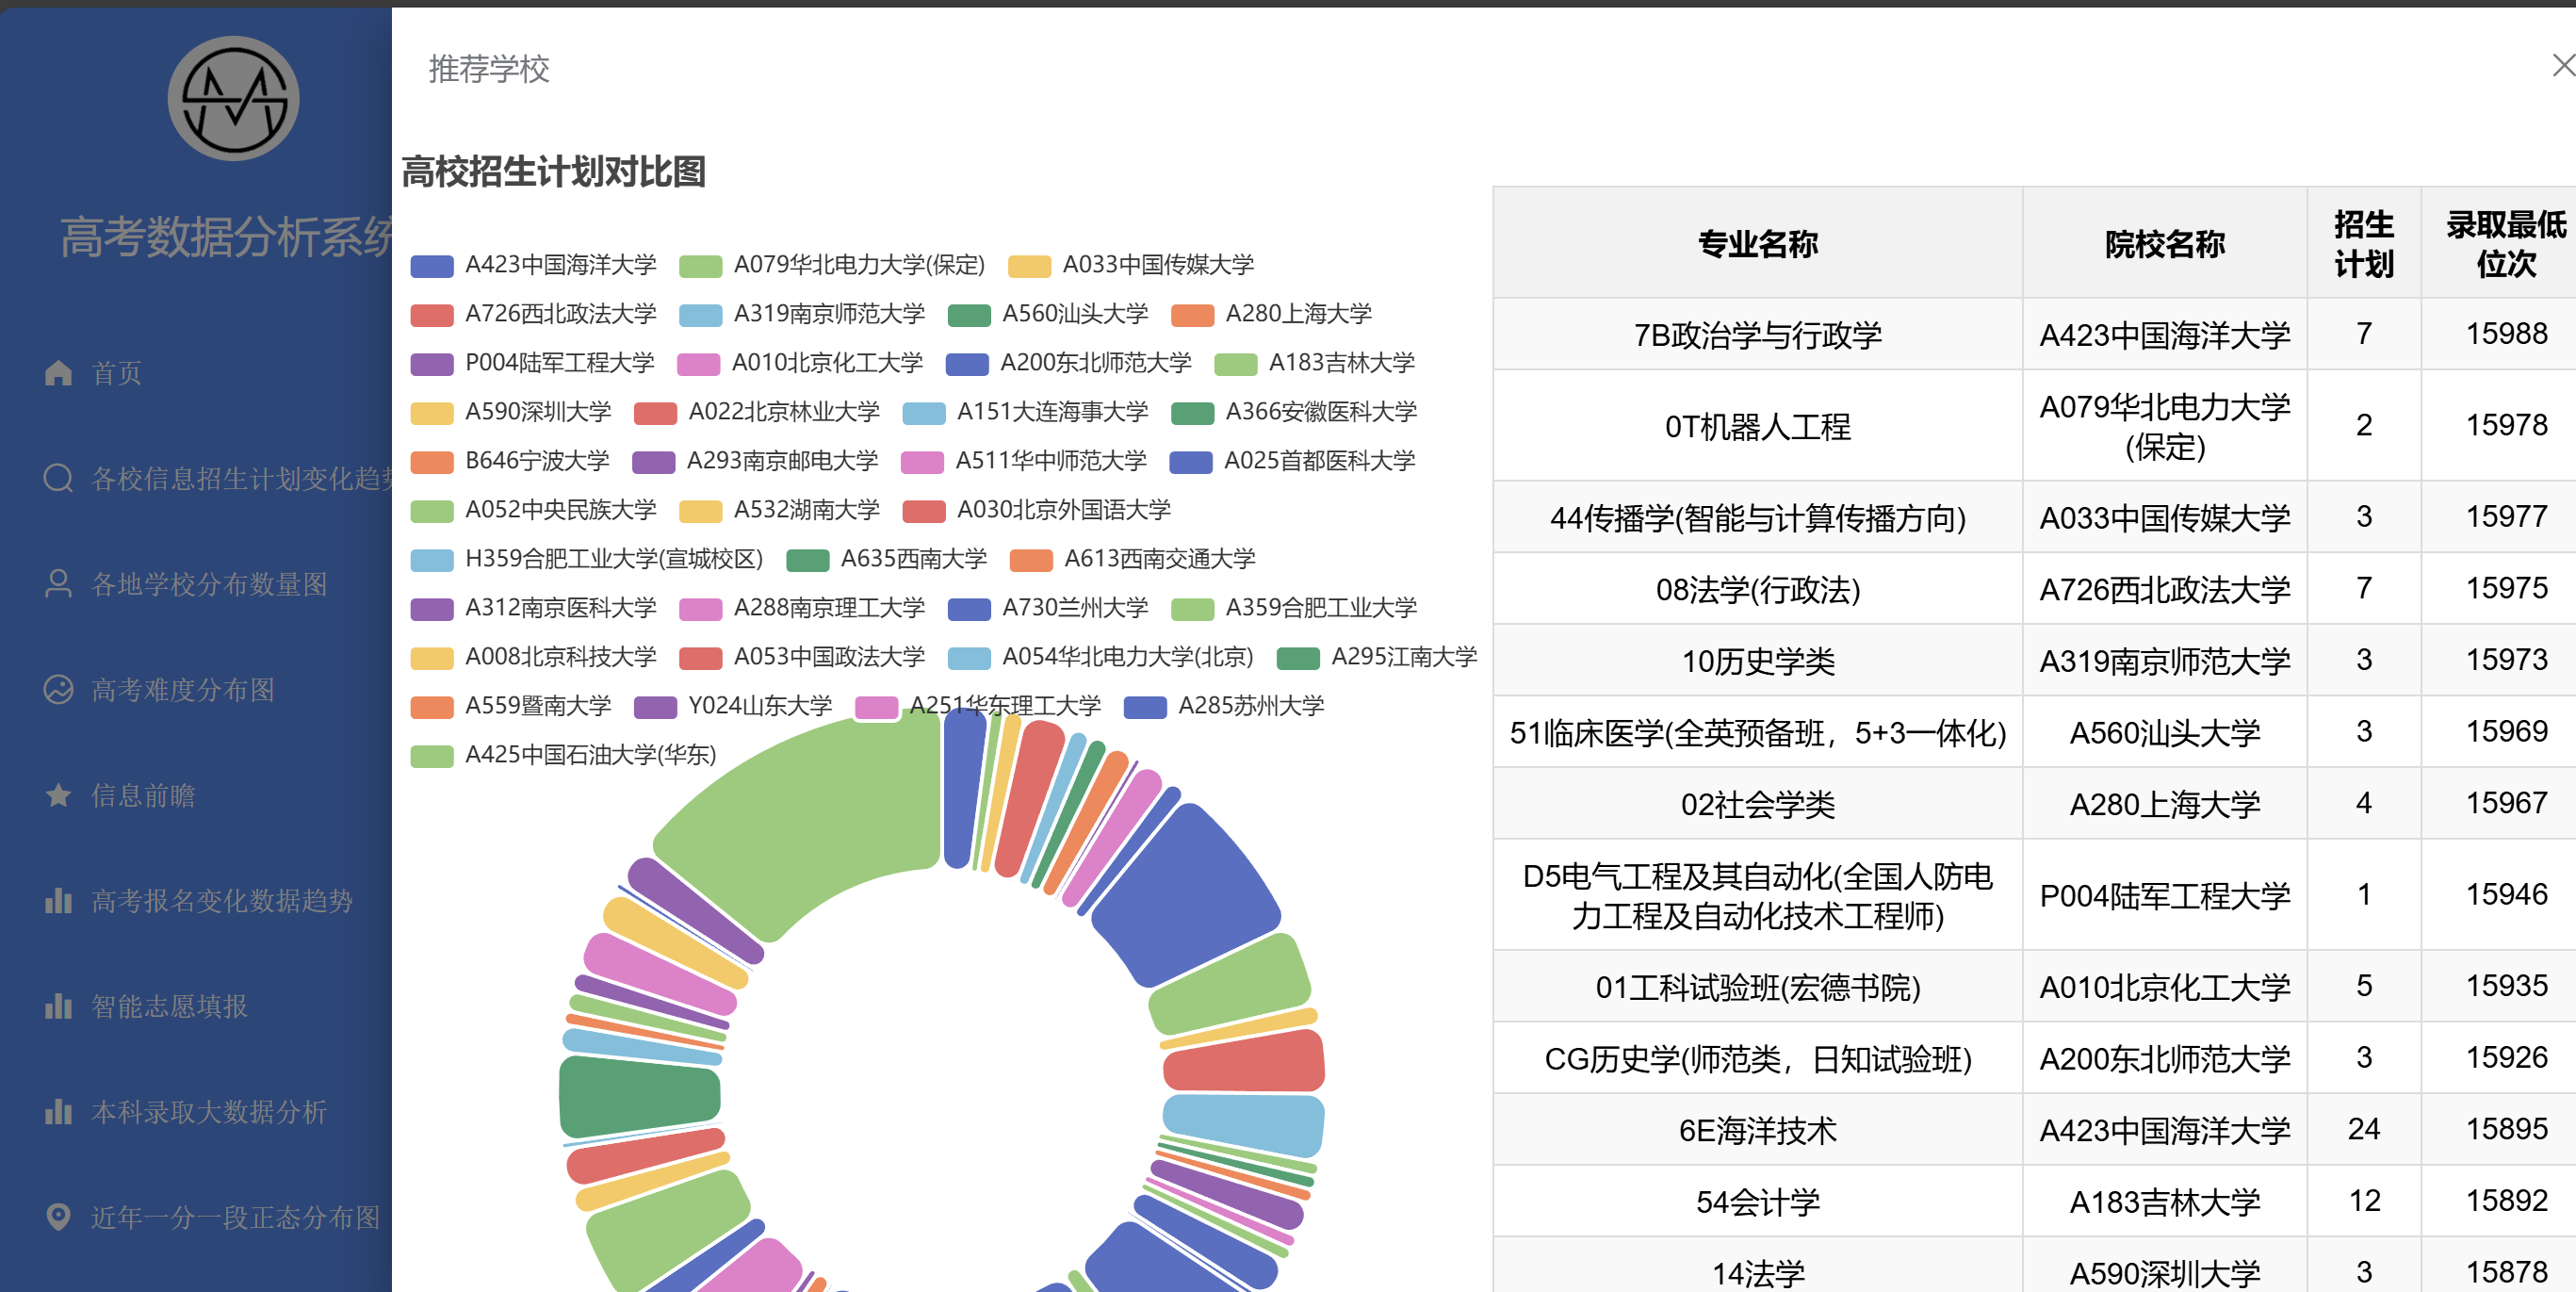 高考数据分析系统
首页
各校信息招生计划变化趋势
各地学校分布数量图
高考难度分布图
信息前瞻
高考报名变化数据趋势
智能志愿填报
本科录取大数据分析
近年一分一段正态分布图
推荐学校
高校招生计划对比图
A423中国海洋大学 A079华北电力大学(保定) A033中国传媒大学
A726西北政法大学 A319南京师范大学 A560汕头大学 A280上海大学
P004陆军工程大学 A010北京化工大学 A200东北师范大学 A183吉林大学
A590深圳大学 A022北京林业大学 A151大连海事大学 A366安徽医科大学
B646宁波大学 A293南京邮电大学 A511华中师范大学 A025首都医科大学
A052中央民族大学 A532湖南大学 A030北京外国语大学
H359合肥工业大学(宣城校区) A635西南大学 A613西南交通大学
A312南京医科大学 A288南京理工大学 A730兰州大学 A359合肥工业大学
A008北京科技大学 A053中国政法大学 A054华北电力大学(北京) A295江南大学
A559暨南大学 Y024山东大学 A251华东理工大学 A285苏州大学
A425中国石油大学(华东)
专业名称 院校名称 招生计划 录取最低位次
7B政治学与行政学 A423中国海洋大学 7 15988
0T机器人工程 A079华北电力大学(保定) 2 15978
44传播学(智能与计算传播方向) A033中国传媒大学 3 15977
08法学(行政法) A726西北政法大学 7 15975
10历史学类 A319南京师范大学 3 15973
51临床医学(全英预备班，5+3一体化) A560汕头大学 3 15969
02社会学类 A280上海大学 4 15967
D5电气工程及其自动化(全国人防电力工程及自动化技术工程师) P004陆军工程大学 1 15946
01工科试验班(宏德书院) A010北京化工大学 5 15935
CG历史学(师范类，日知试验班) A200东北师范大学 3 15926
6E海洋技术 A423中国海洋大学 24 15895
54会计学 A183吉林大学 12 15892
14法学 A590深圳大学 3 15878